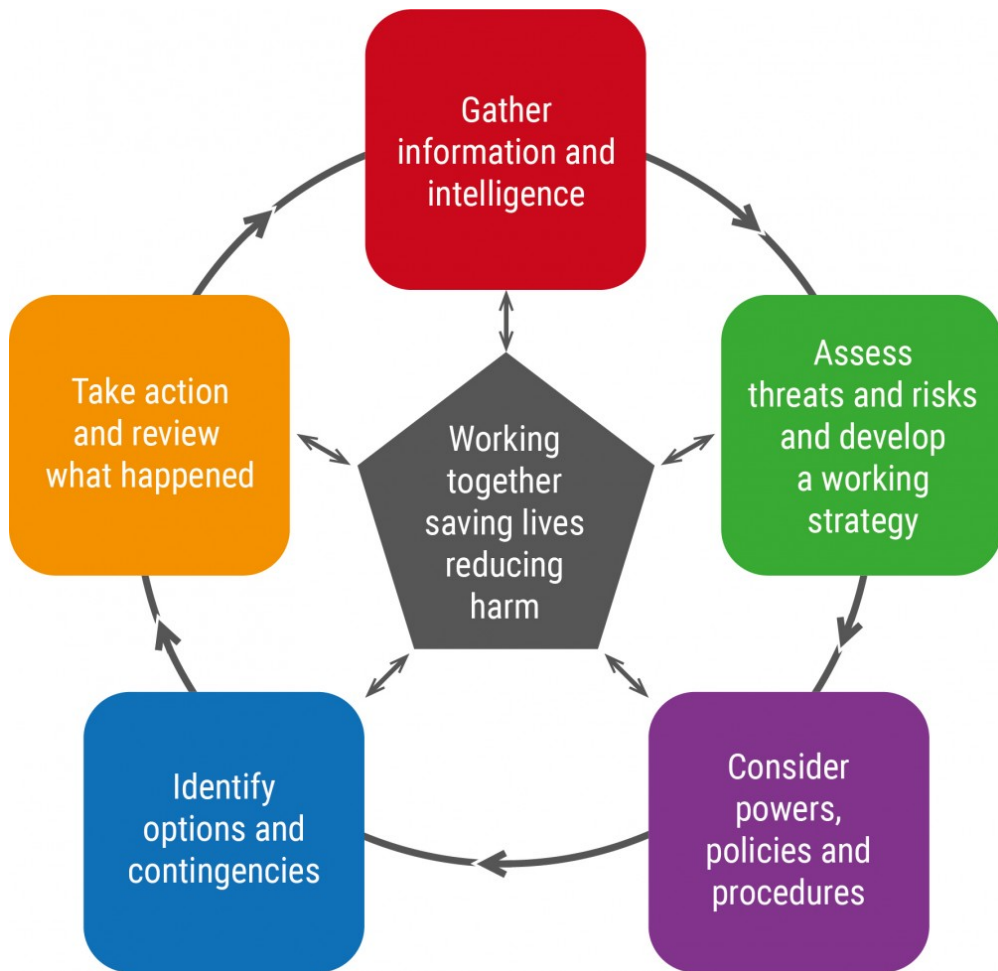 Gather
information and
intelligence
Assess
threats and risks
and develop
a working
strategy
Consider
powers,
policies and
procedures
Identify
options and
contingencies
Take action
and review
what happened
Working
together
saving lives
reducing
harm